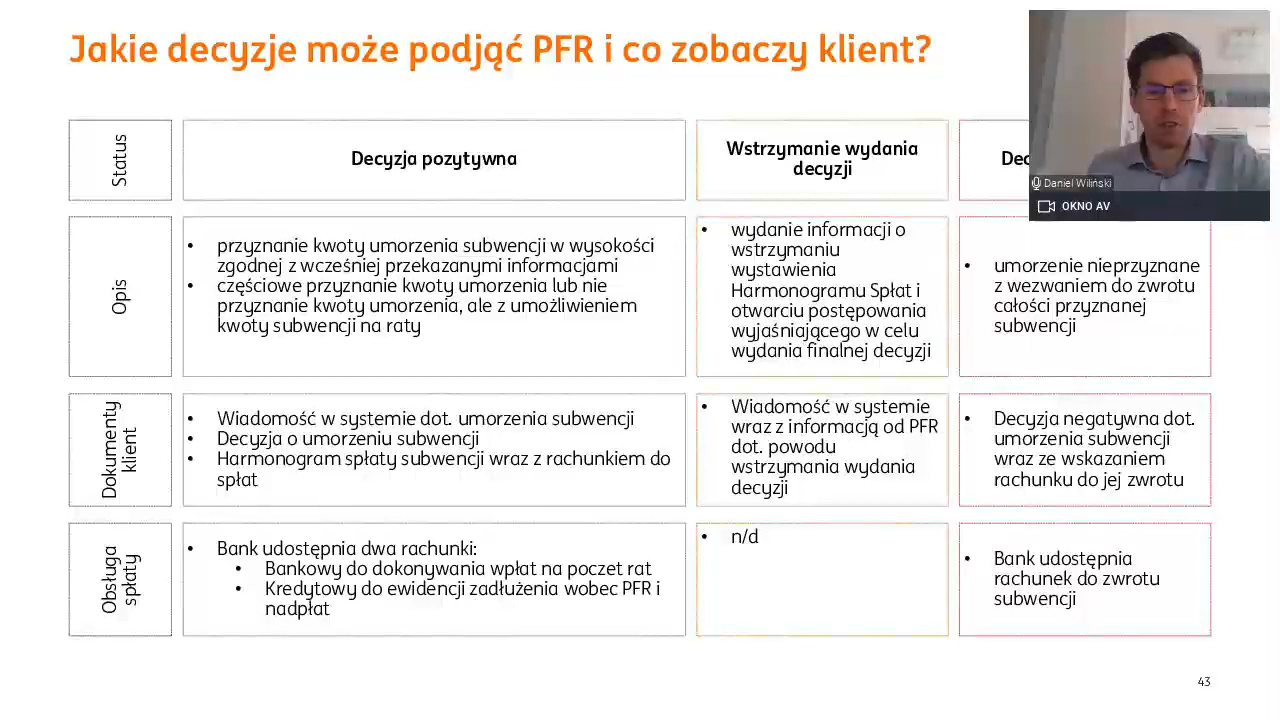 Jakie decyzje może podjąć PFR i co zobaczy klient?
Daniel Wiliński
OKNO AV
Status
Decyzja pozytywna
Wstrzymanie wydania
decyzji
Opis
• przyznanie kwoty umorzenia subwencji w wysokości
zgodnej z wcześniej przekazanymi informacjami
• częściowe przyznanie kwoty umorzenia lub nie
przyznanie kwoty umorzenia, ale z umożliwieniem
kwoty subwencji na raty
• wydanie informacji o
wstrzymaniu
wystawienia
Harmonogramu Spłat i
otwarciu postępowania
wyjaśniającego w celu
wydania finalnej decyzji
• umorzenie nieprzyznane
z wezwaniem do zwrotu
całości przyznanej
subwencji
Dokumenty
klient
• Wiadomość w systemie dot. umorzenia subwencji
• Decyzja o umorzeniu subwencji
• Harmonogram spłaty subwencji wraz z rachunkiem do
spłat
• Wiadomość w systemie
wraz z informacją od PFR
dot. powodu
wstrzymania wydania
decyzji
• Decyzja negatywna dot.
umorzenia subwencji
wraz ze wskazaniem
rachunku do jej zwrotu
Obsługa
spłaty
• Bank udostępnia dwa rachunki:
• Bankowy do dokonywania wpłat na poczet rat
• Kredytowy do ewidencji zadłużenia wobec PFR i
nadpłat
• n/d
• Bank udostępnia
rachunek do zwrotu
subwencji
43